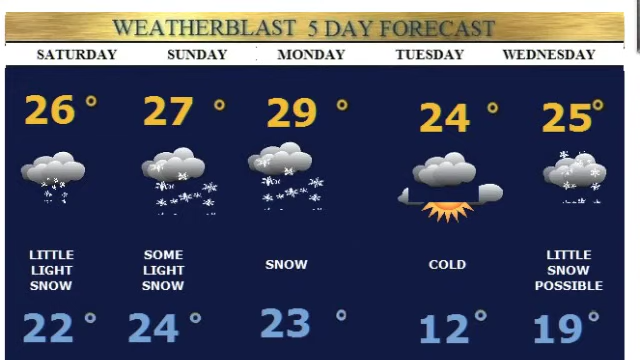 WEATHERBLAST 5 DAY FORECAST
SATURDAY SUNDAY MONDAY TUESDAY WEDNESDAY
26° 27° 29° 24° 25°
LITTLE LIGHT SNOW
SOME LIGHT SNOW
SNOW
COLD
LITTLE SNOW POSSIBLE
22° 24° 23° 12° 19°